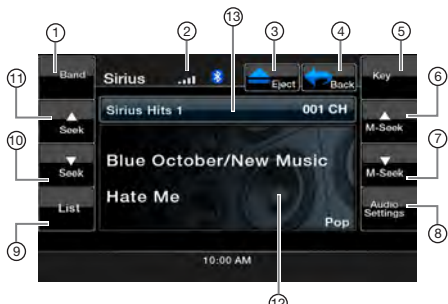 1 2 13 3 4 5
Band Sirius Eject Back Key
11 Sirius Hits 1 001 CH 6
Seek M-Seek
Blue October/New Music
10 Seek M-Seek 7
Hate Me
List Audio
Settings
9 Pop 8
10:00 AM
12